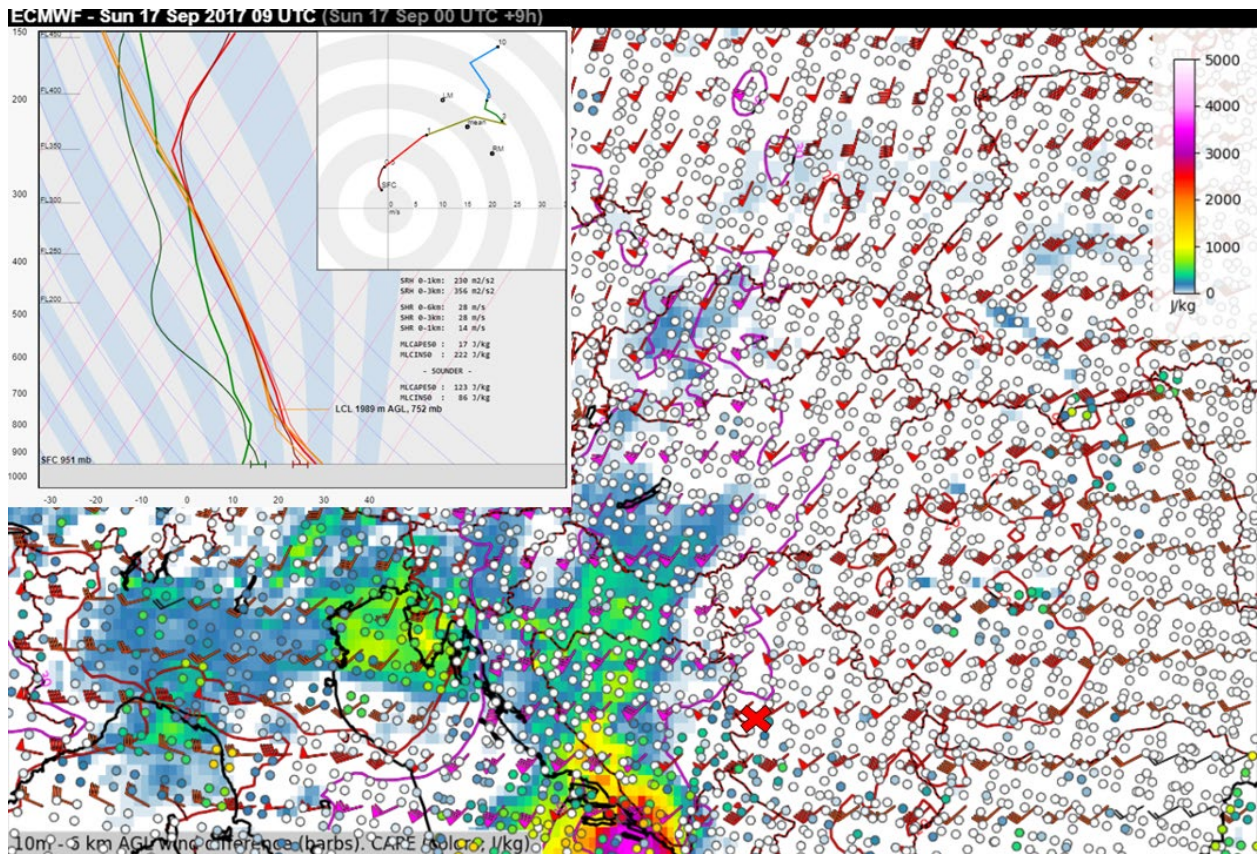 ECMWF - Sun 17 Sep 2017 09 UTC (Sun 17 Sep 00 UTC +9h)
150
200
300
400
500
600
700
800
900
1000
FL450
FL400
FL350
FL300
FL250
FL200
SFC 951 mb
-30 -20 -10 0 10 20 30 40
10
LM
mean
RM
1
3
0.5
SFC
0 5 10 15 20 25 30
m/s
SRH 0-1km: 230 m2/s2
SRH 0-3km: 356 m2/s2
SHR 0-6km: 28 m/s
SHR 0-3km: 28 m/s
SHR 0-1km: 14 m/s
MLCAPE50 : 17 J/kg
MLCIN50 : 222 J/kg
- SOUNDER -
MLCAPE50 : 123 J/kg
MLCIN50 : 86 J/kg
LCL 1989 m AGL, 752 mb
5000
4000
3000
2000
1000
0
J/kg
10m - 6 km AGL wind difference (barbs). CAPE (color, J/kg)